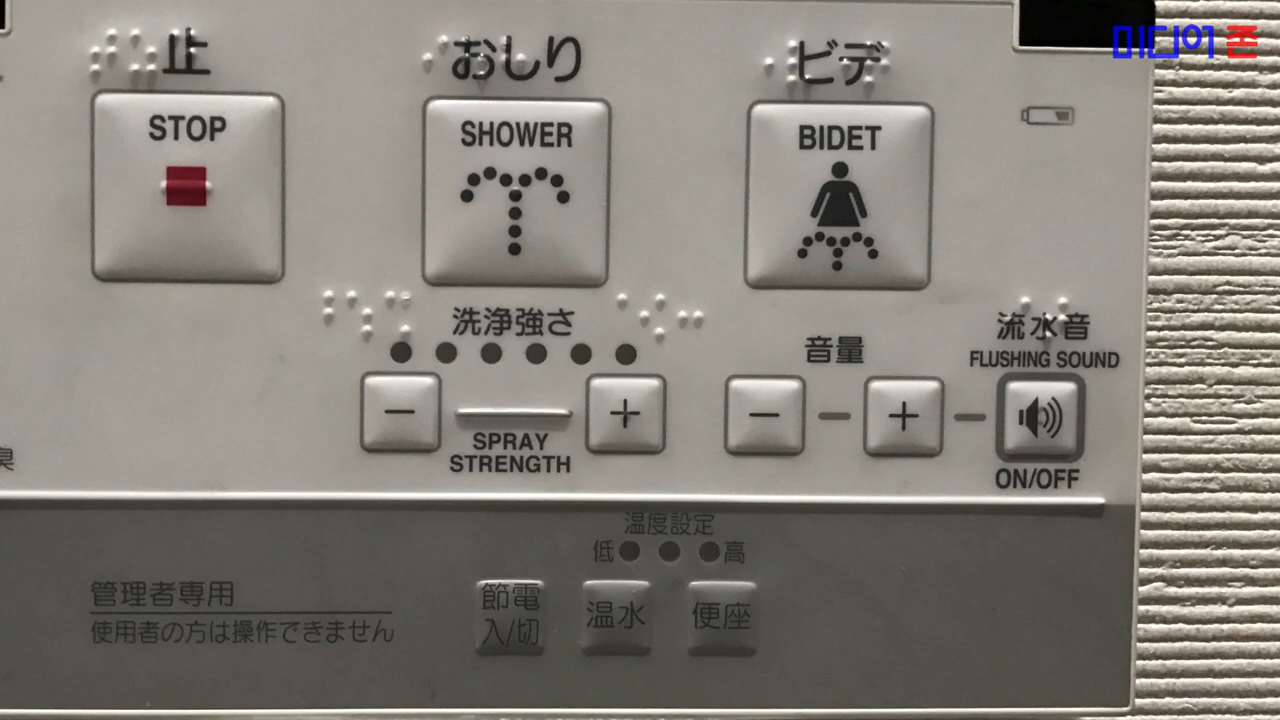 미디어존
止
おしり
ビデ
STOP
SHOWER
BIDET
洗浄強さ
音量
流水音
FLUSHING SOUND
−
+
−
+
SPRAY
STRENGTH
ON/OFF
臭
温度設定
低
高
管理者専用
使用者の方は操作できません
節電
入/切
温水
便座